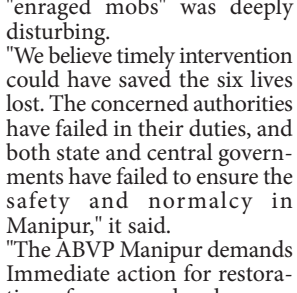 "enraged mobs" was deeply
disturbing.
"We believe timely intervention
could have saved the six lives
lost. The concerned authorities
have failed in their duties, and
both state and central govern-
ments have failed to ensure the
safety and normalcy in
Manipur," it said.
"The ABVP Manipur demands
Immediate action for restora-